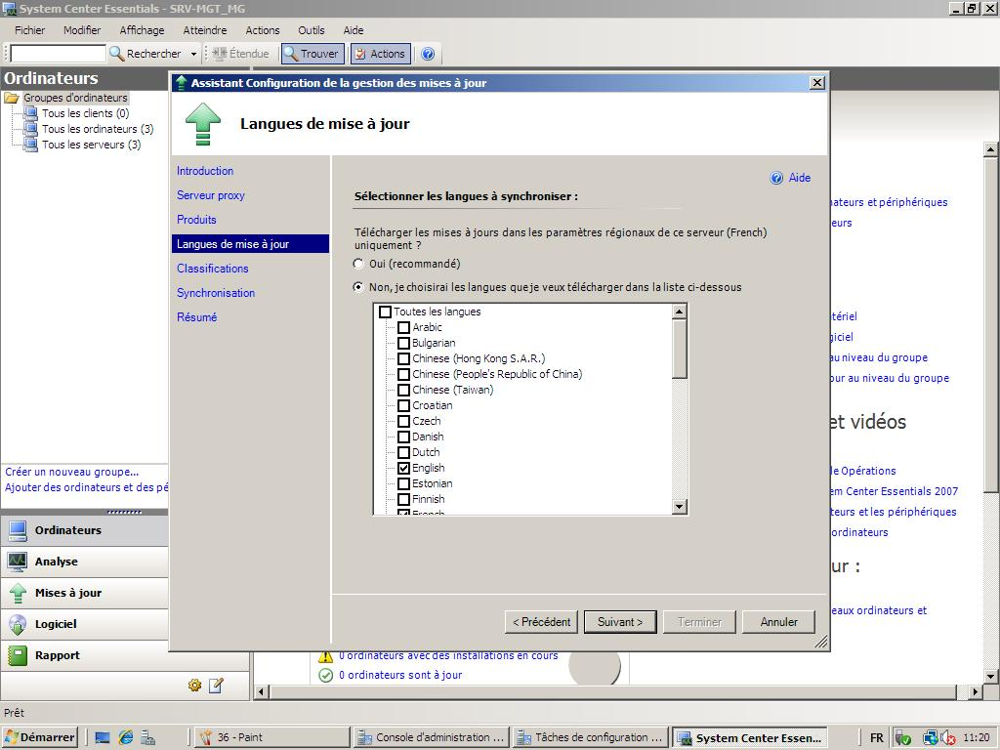 System Center Essentials - SRV-MGT_MG
Fichier Modifier Affichage Atteindre Actions Outils Aide
Rechercher Étendue Trouver Actions
Ordinateurs
Groupes d'ordinateurs
Tous les clients (0)
Tous les ordinateurs (3)
Tous les serveurs (3)
Créer un nouveau groupe...
Ajouter des ordinateurs et des pé
Ordinateurs
Analyse
Mises à jour
Logiciel
Rapport
Assistant Configuration de la gestion des mises à jour
Langues de mise à jour
Introduction
Serveur proxy
Produits
Langues de mise à jour
Classifications
Synchronisation
Résumé
Aide
Sélectionner les langues à synchroniser :
Télécharger les mises à jours dans les paramètres régionaux de ce serveur (French)
uniquement ?
Oui (recommandé)
Non, je choisirai les langues que je veux télécharger dans la liste ci-dessous
Toutes les langues
Arabic
Bulgarian
Chinese (Hong Kong S.A.R.)
Chinese (People's Republic of China)
Chinese (Taiwan)
Croatian
Czech
Danish
Dutch
English
Estonian
Finnish
French
< Précédent Suivant > Terminer Annuler
nateurs et périphériques
eurs
tériel
giciel
au niveau du groupe
our au niveau du groupe
et vidéos
le Opérations
em Center Essentials 2007
teurs et les périphériques
ordinateurs
ur :
eaux ordinateurs et
0 ordinateurs avec des installations en cours
0 ordinateurs sont à jour
Prêt
Démarrer 36 - Paint Console d'administration ... Tâches de configuration ... System Center Essen... FR 11:20